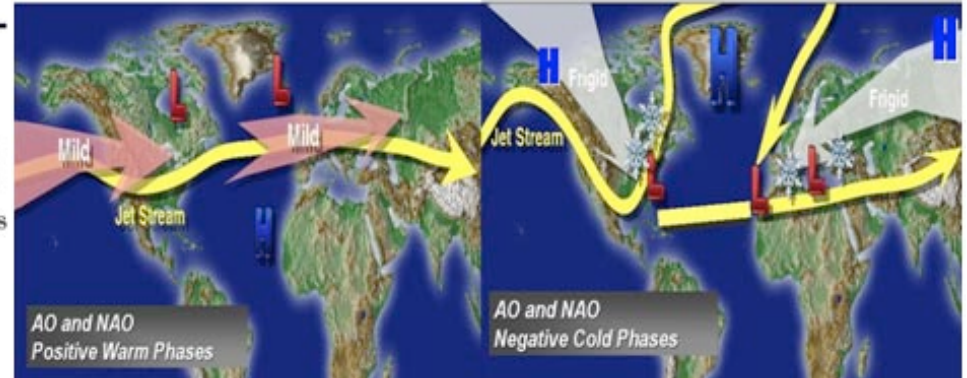 s
L
L
Mild
Mild
Jet Stream
H
AO and NAO
Positive Warm Phases
H
H
H
Frigid
Frigid
Jet Stream
L
L
L
AO and NAO
Negative Cold Phases